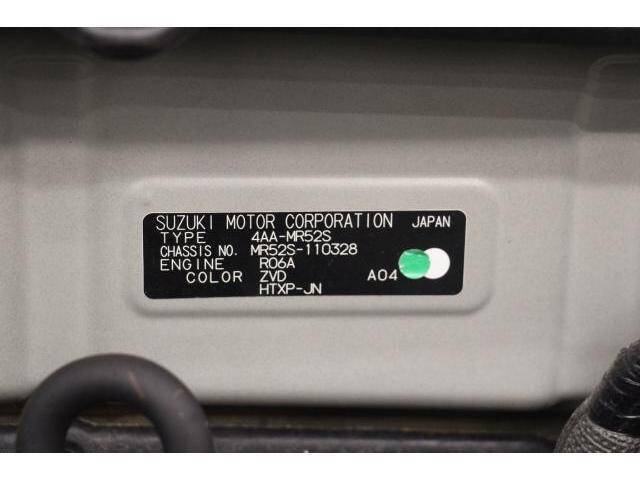 SUZUKI MOTOR CORPORATION JAPAN
TYPE 4AA-MR52S
CHASSIS NO. MR52S-110328
ENGINE R06A
COLOR ZVD A04
HTXP-JN